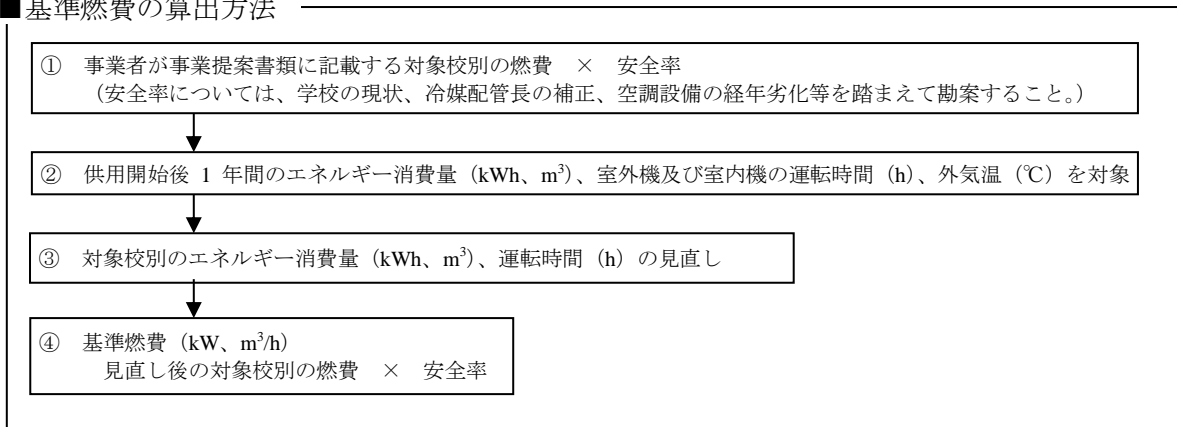 ■基準燃費の算出方法
① 事業者が事業提案書類に記載する対象校別の燃費 × 安全率
（安全率については、学校の現状、冷媒配管長の補正、空調設備の経年劣化等を踏まえて勘案すること。）
② 供用開始後 1 年間のエネルギー消費量（kWh、m³）、室外機及び室内機の運転時間（h）、外気温（℃）を対象
③ 対象校別のエネルギー消費量（kWh、m³）、運転時間（h）の見直し
④ 基準燃費（kW、m³/h）
見直し後の対象校別の燃費 × 安全率